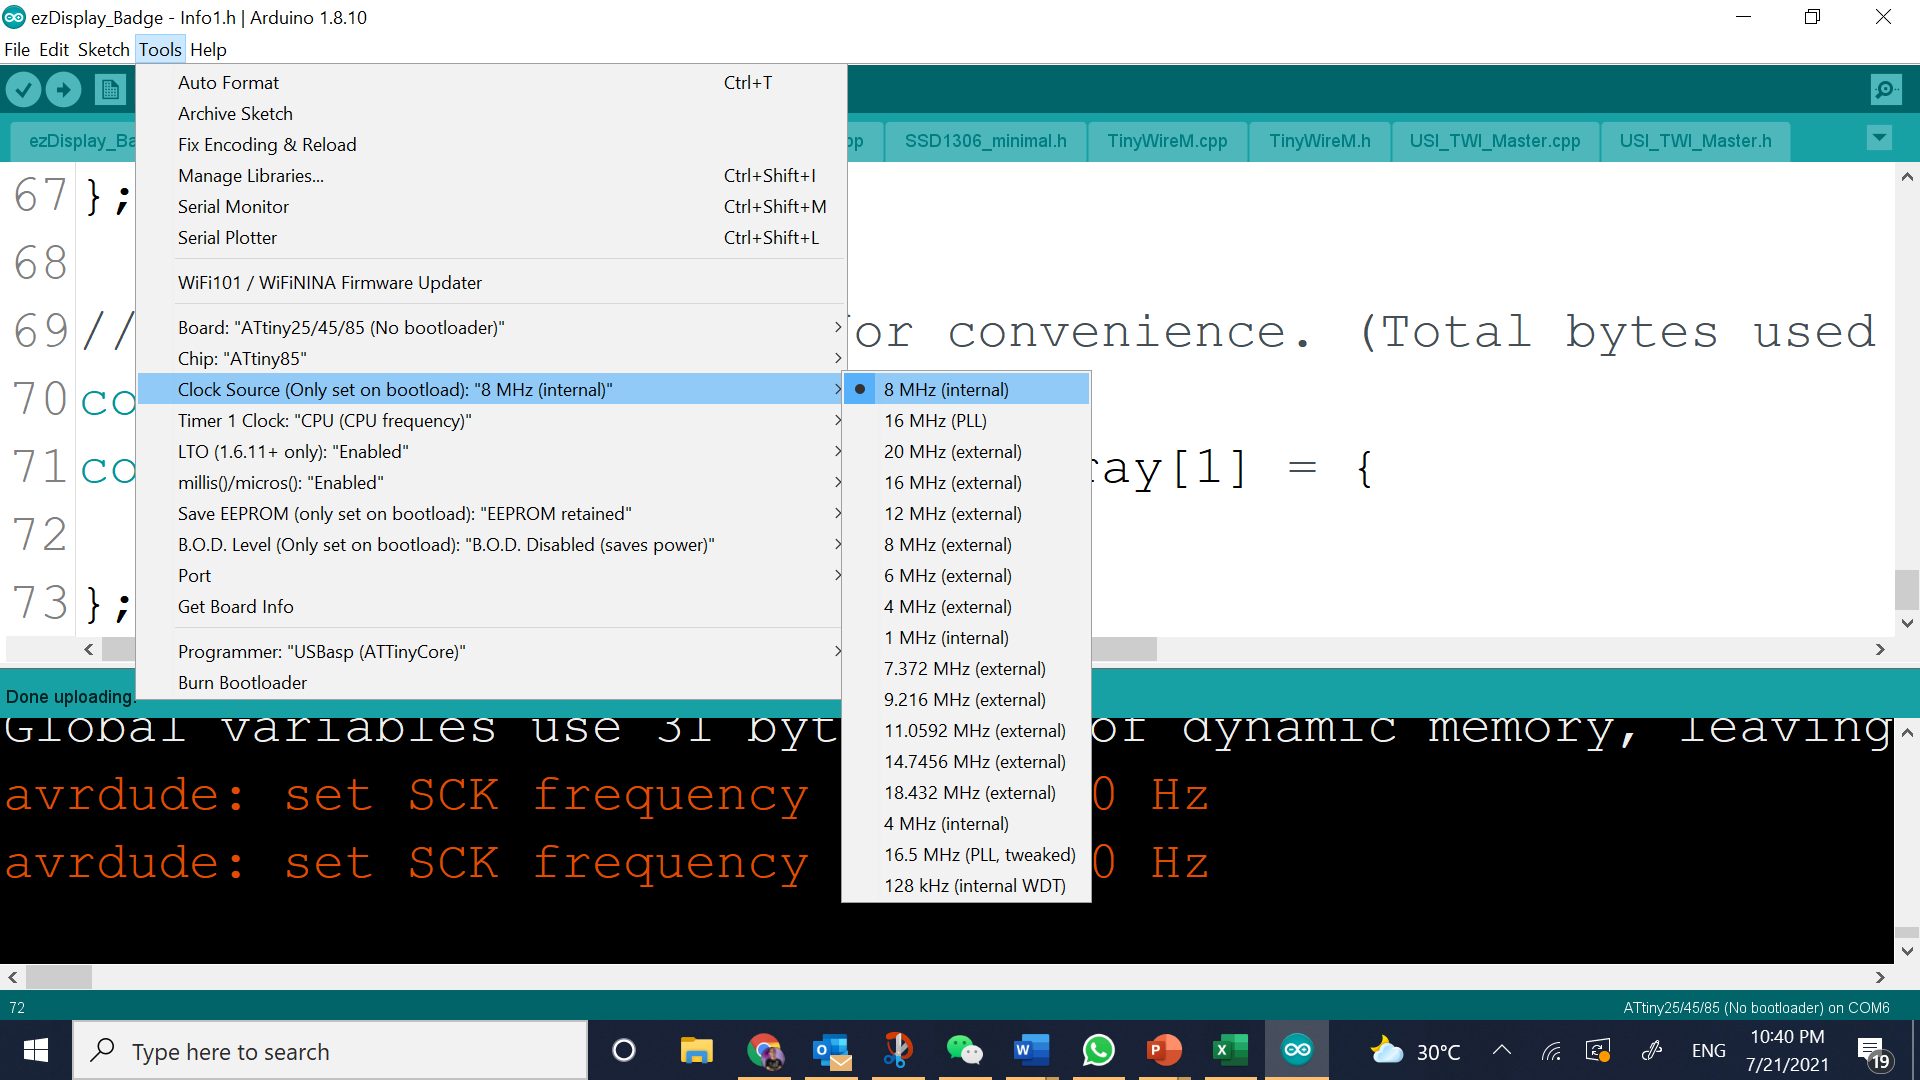 ezDisplay_Badge - Info1.h | Arduino 1.8.10
File Edit Sketch Tools Help
Auto Format Ctrl+T
Archive Sketch
Fix Encoding & Reload
Manage Libraries... Ctrl+Shift+I
Serial Monitor Ctrl+Shift+M
Serial Plotter Ctrl+Shift+L
WiFi101 / WiFiNINA Firmware Updater
Board: "ATtiny25/45/85 (No bootloader)"
Chip: "ATtiny85"
Clock Source (Only set on bootload): "8 MHz (internal)"
Timer 1 Clock: "CPU (CPU frequency)"
LTO (1.6.11+ only): "Enabled"
millis()/micros(): "Enabled"
Save EEPROM (only set on bootload): "EEPROM retained"
B.O.D. Level (Only set on bootload): "B.O.D. Disabled (saves power)"
Port
Get Board Info
Programmer: "USBasp (ATTinyCore)"
Burn Bootloader
8 MHz (internal)
16 MHz (PLL)
20 MHz (external)
16 MHz (external)
12 MHz (external)
8 MHz (external)
6 MHz (external)
4 MHz (external)
1 MHz (internal)
7.372 MHz (external)
9.216 MHz (external)
11.0592 MHz (external)
14.7456 MHz (external)
18.432 MHz (external)
4 MHz (internal)
16.5 MHz (PLL, tweaked)
128 kHz (internal WDT)
ezDisplay_Ba pp SSD1306_minimal.h TinyWireM.cpp TinyWireM.h USI_TWI_Master.cpp USI_TWI_Master.h
67 };
68
69 // or convenience. (Total bytes used
70 co
71 co ray[1] = {
72
73 };
Done uploading.
Global variables use 31 byt of dynamic memory, leaving
avrdude: set SCK frequency 0 Hz
avrdude: set SCK frequency 0 Hz
72 ATtiny25/45/85 (No bootloader) on COM6
Type here to search
30°C
ENG
10:40 PM
7/21/2021
19